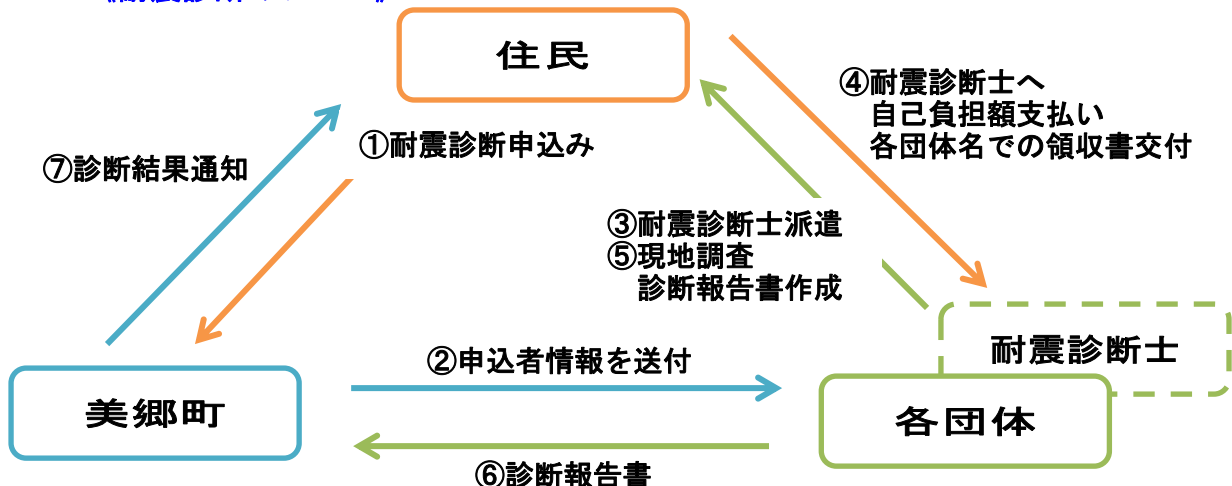 住民
④耐震診断士へ
自己負担額支払い
各団体名での領収書交付
①耐震診断申込み
⑦診断結果通知
③耐震診断士派遣
⑤現地調査
診断報告書作成
耐震診断士
②申込者情報を送付
美郷町
各団体
⑥診断報告書